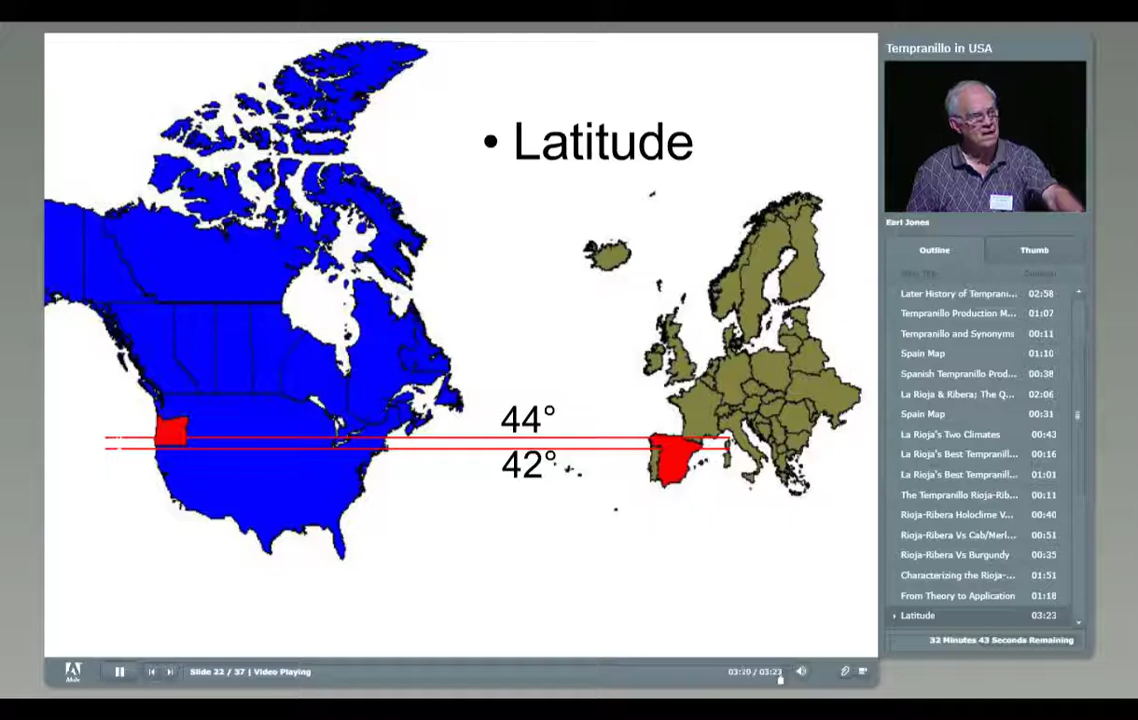 Tempranillo in USA
• Latitude
44°
42°
Earl Jones
Outline
Thumb
Later History of Temprani... 02:58
Tempranillo Production M... 01:07
Tempranillo and Synonyms 00:11
Spain Map 01:10
Spanish Tempranillo Prod... 00:38
La Rioja & Ribera; The Q... 02:06
Spain Map 00:31
La Rioja's Two Climates 00:43
La Rioja's Best Tempranill... 00:16
La Rioja's Best Tempranill... 01:01
The Tempranillo Rioja-Rib... 00:11
Rioja-Ribera Holoclime V... 00:40
Rioja-Ribera Vs Cab/Merl... 00:51
Rioja-Ribera Vs Burgundy 00:35
Characterizing the Rioja-... 01:51
From Theory to Application 01:18
Latitude 03:23
32 Minutes 43 Seconds Remaining
Adobe
Slide 22 / 37 | Video Playing
03:20 / 03:23